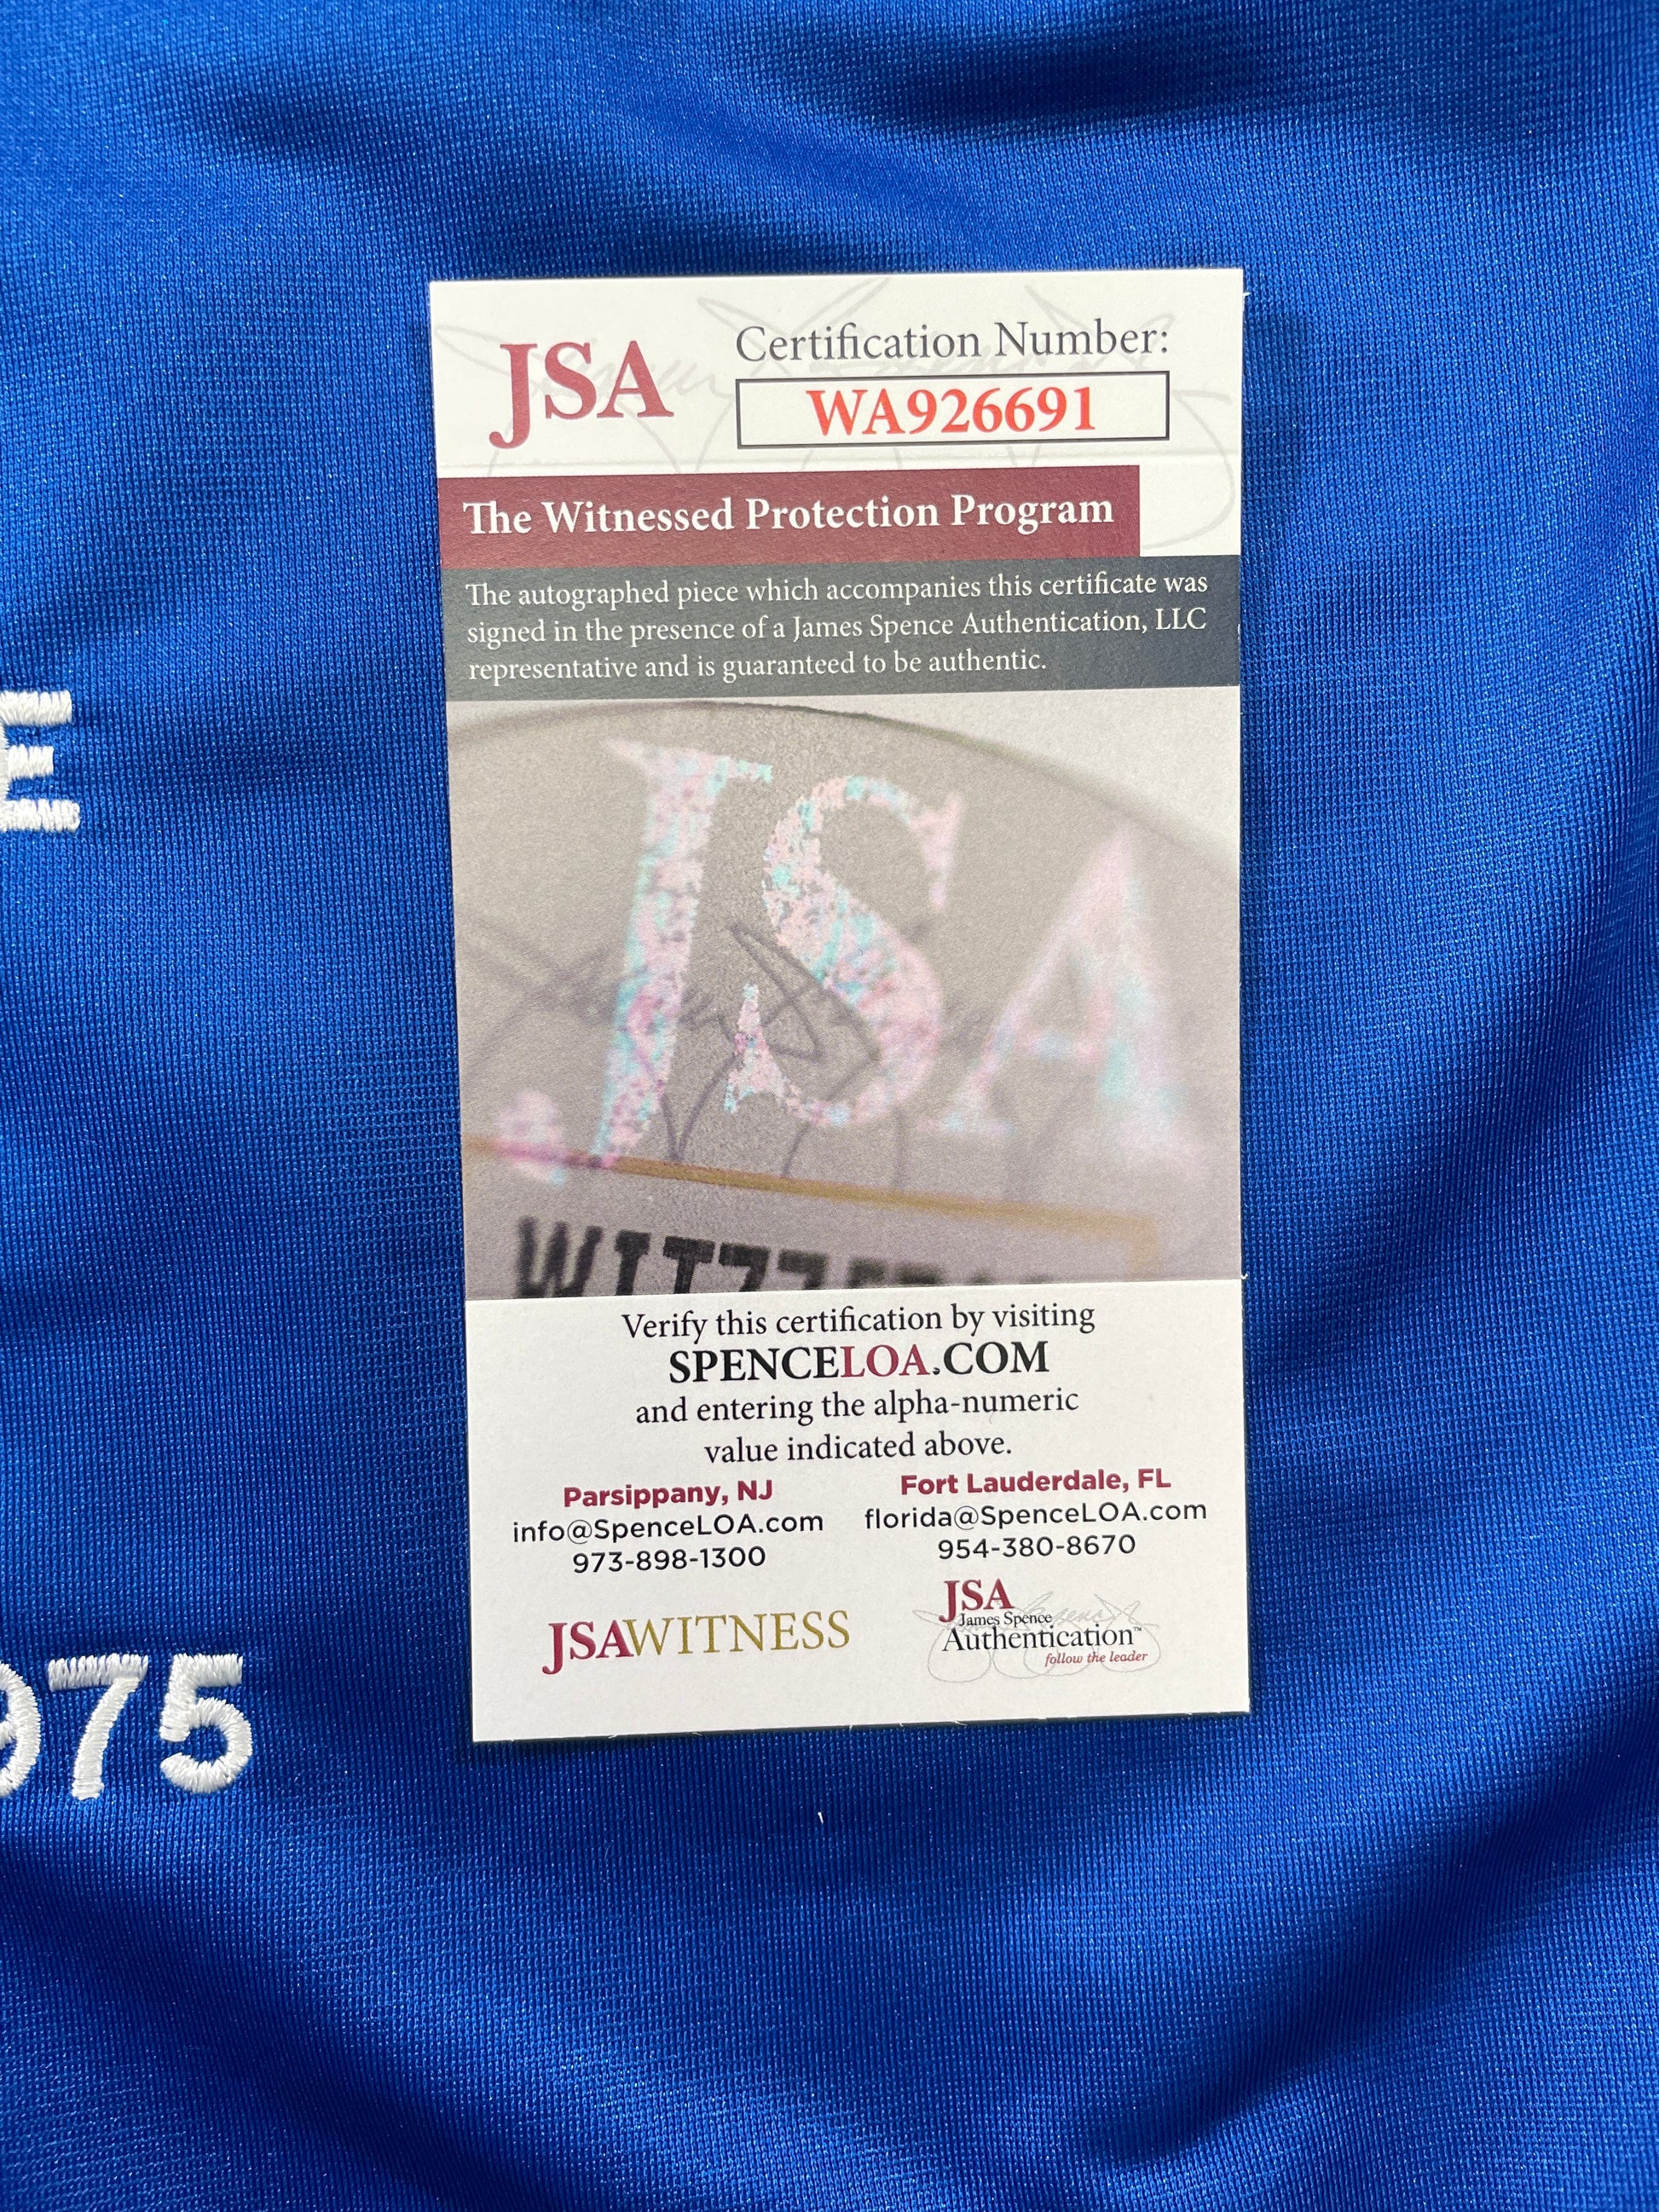 JSA
Certification Number:
WA926691
The Witnessed Protection Program
The autographed piece which accompanies this certificate was
signed in the presence of a James Spence Authentication, LLC
representative and is guaranteed to be authentic.
E
JSA
Verify this certification by visiting
SPENCELOA.COM
and entering the alpha-numeric
value indicated above.
Parsippany, NJ
info@SpenceLOA.com
973-898-1300
Fort Lauderdale, FL
florida@SpenceLOA.com
954-380-8670
JSAWITNESS
JSA
James Spence
Authentication™
follow the leader
975